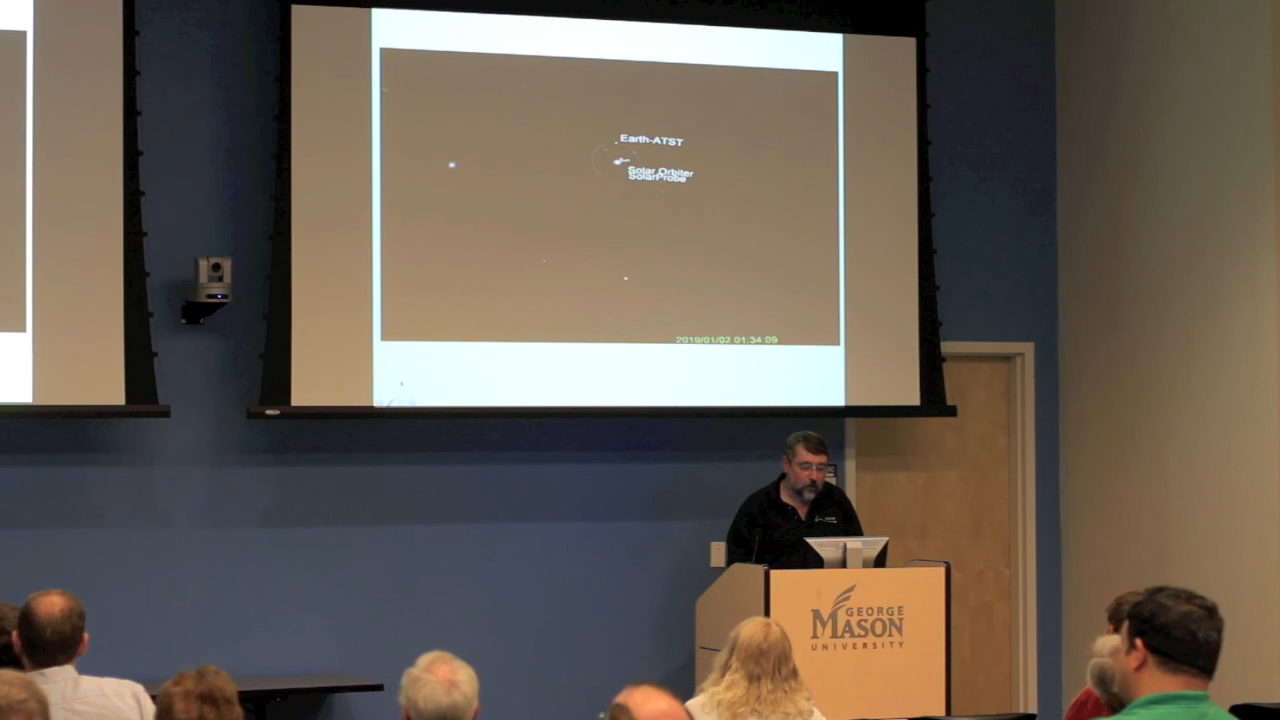 Earth-ATST
Solar Orbiter
SolarProbe
2019/01/02 01:34:09
GEORGE
MASON
UNIVERSITY